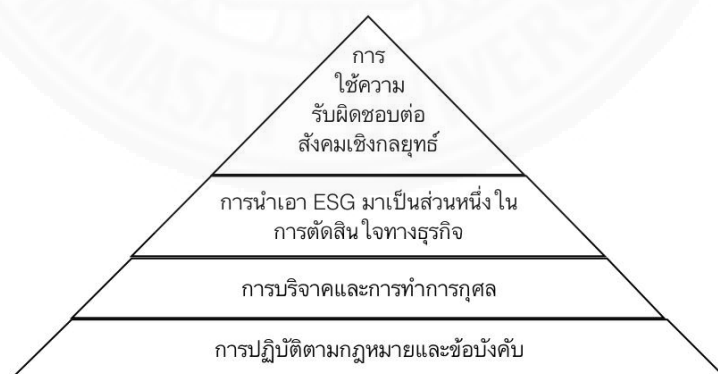 การ
ใช้ความ
รับผิดชอบต่อ
สังคมเชิงกลยุทธ์
การนำเอา ESG มาเป็นส่วนหนึ่งใน
การตัดสินใจทางธุรกิจ
การบริจาคและการทำการกุศล
การปฏิบัติตามกฎหมายและข้อบังคับ